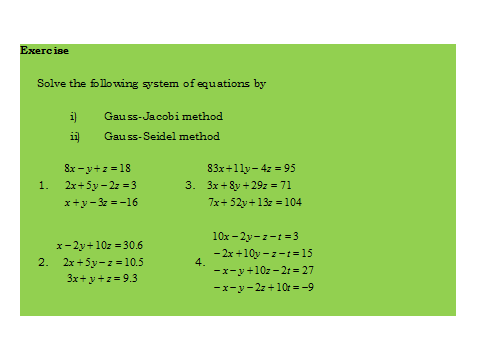 Exercise
Solve the following system of equations by
i) Gauss-Jacobi method
ii) Gauss-Seidel method
8x − y + z = 18
1. 2x + 5y − 2z = 3
x + y − 3z = −16
83x + 11y − 4z = 95
3. 3x + 8y + 29z = 71
7x + 52y + 13z = 104
x − 2y + 10z = 30.6
2. 2x + 5y − z = 10.5
3x + y + z = 9.3
10x − 2y − z − t = 3
− 2x + 10y − z − t = 15
4.
− x − y + 10z − 2t = 27
− x − y − 2z + 10t = −9